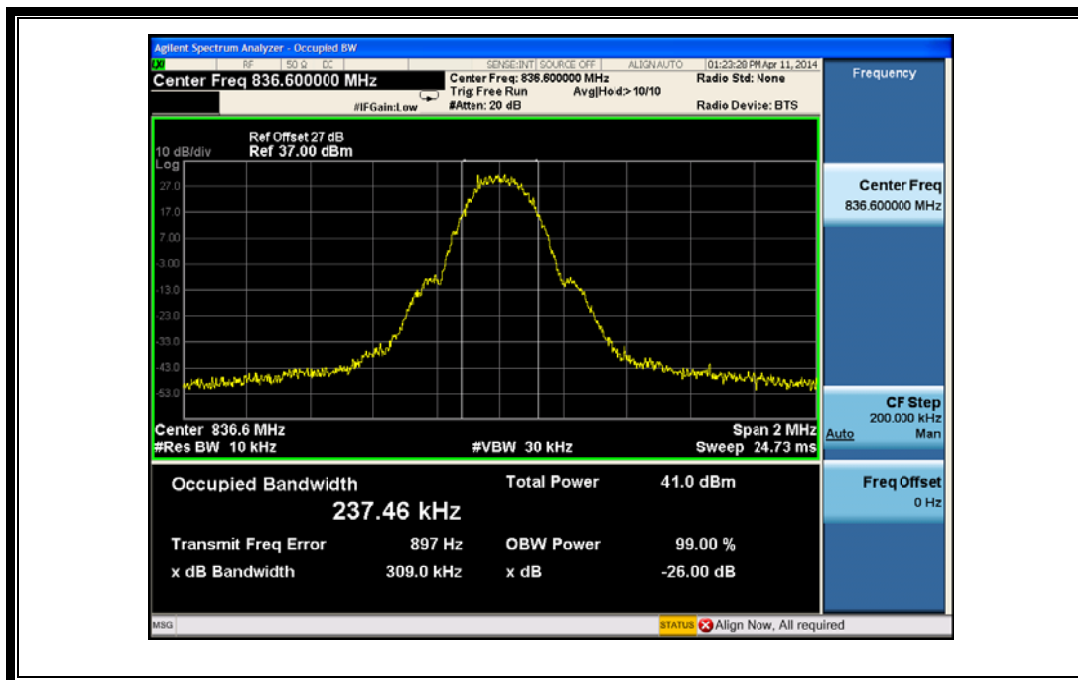 Agilent Spectrum Analyzer - Occupied BW
LXI RF 50 Ω DC SENSE:INT SOURCE OFF ALIGN AUTO 01:23:28 PM Apr 11, 2014
Center Freq 836.600000 MHz
Center Freq: 836.600000 MHz
Radio Std: None
Trig: Free Run Avg|Hold:> 10/10
#IFGain:Low
#Atten: 20 dB
Radio Device: BTS
Ref Offset 27 dB
10 dB/div Ref 37.00 dBm
Log
27.0
17.0
7.00
-3.00
-13.0
-23.0
-33.0
-43.0
-53.0
Center 836.6 MHz
Span 2 MHz
#Res BW 10 kHz
#VBW 30 kHz
Sweep 24.73 ms
Occupied Bandwidth
Total Power 41.0 dBm
237.46 kHz
Transmit Freq Error 897 Hz
OBW Power 99.00 %
x dB Bandwidth 309.0 kHz
x dB -26.00 dB
Frequency
Center Freq
836.600000 MHz
CF Step
200.000 kHz
Auto Man
Freq Offset
0 Hz
MSG
STATUS Align Now, All required